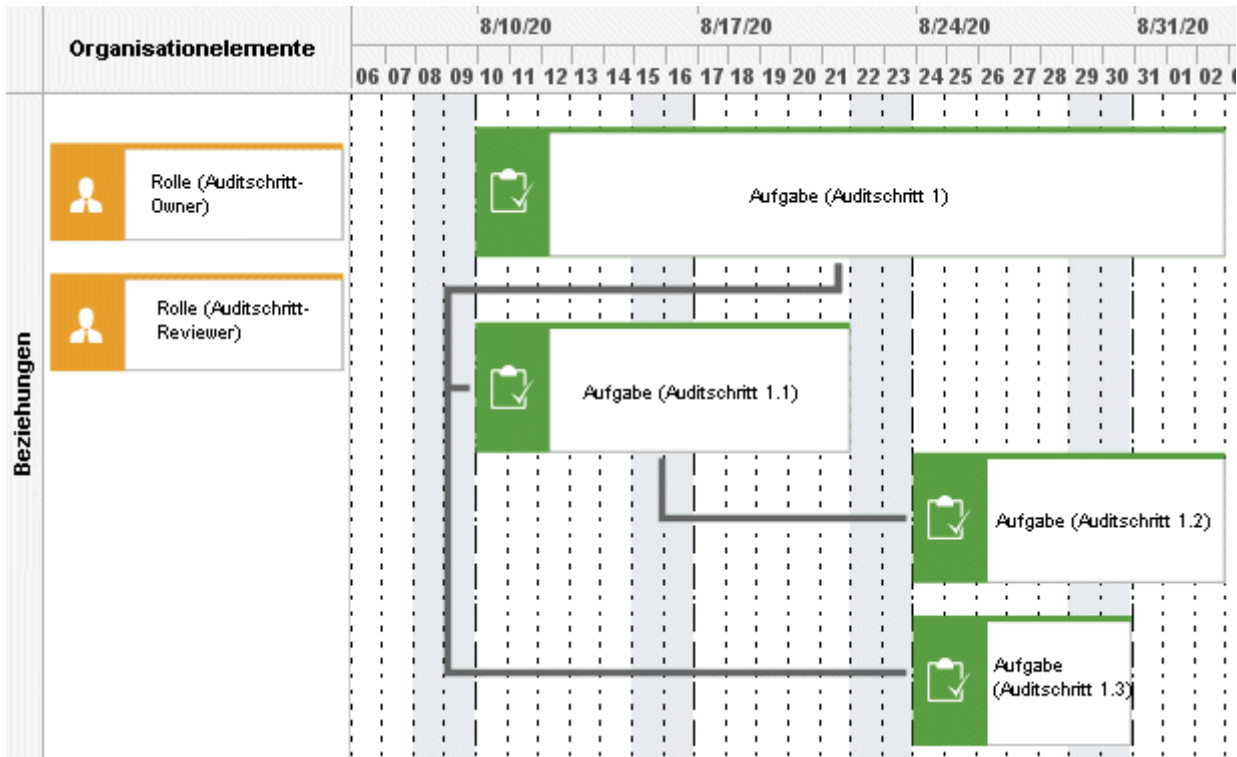 Organisationelemente
8/10/20 8/17/20 8/24/20 8/31/20
06 07 08 09 10 11 12 13 14 15 16 17 18 19 20 21 22 23 24 25 26 27 28 29 30 31 01 02
Beziehungen
Rolle (Auditschritt-
Owner)
Aufgabe (Auditschritt 1)
Rolle (Auditschritt-
Reviewer)
Aufgabe (Auditschritt 1.1)
Aufgabe (Auditschritt 1.2)
Aufgabe
(Auditschritt 1.3)